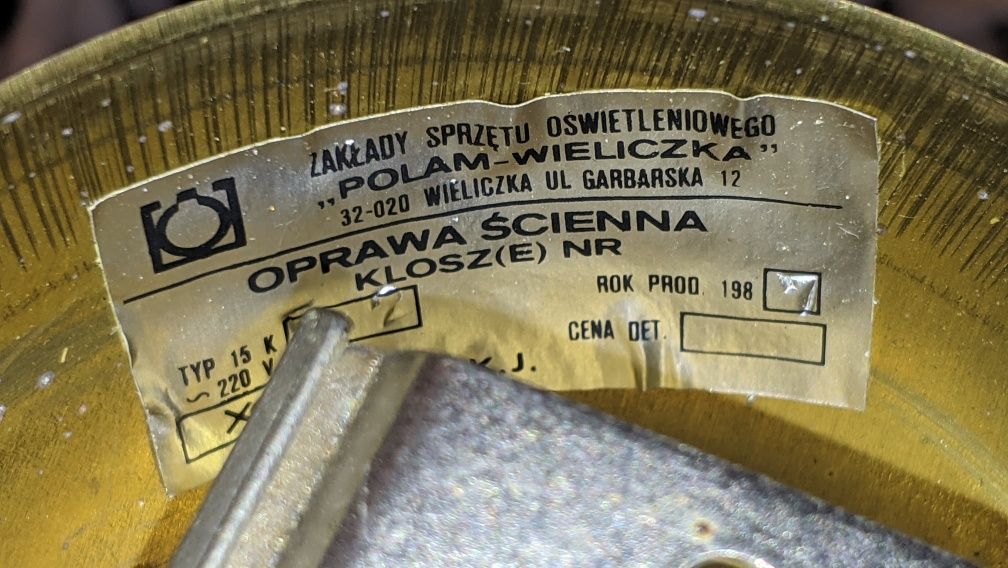 ZAKŁADY SPRZĘTU OŚWIETLENIOWEGO
„POLAM-WIELICZKA”
32-020 WIELICZKA UL GARBARSKA 12
OPRAWA ŚCIENNA
KLOSZ(E) NR
ROK PROD. 198
CENA DET.
TYP 15 K
~ 220 V K.J.
X